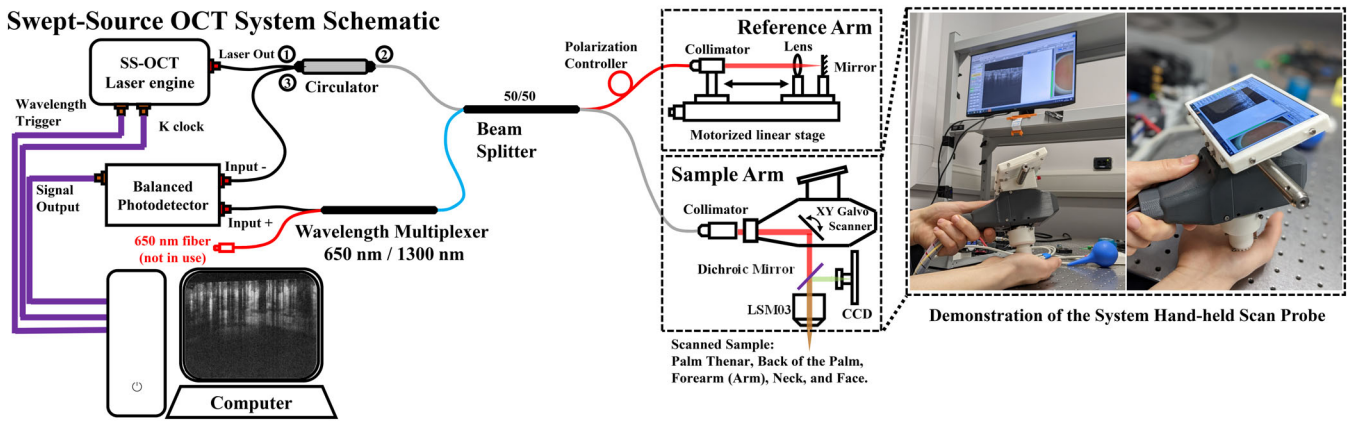 Swept-Source OCT System Schematic
SS-OCT
Laser engine
Laser Out
①
②
③
Circulator
Wavelength
Trigger
K clock
Input -
Signal
Output
Balanced
Photodetector
Input +
650 nm fiber
(not in use)
Wavelength Multiplexer
650 nm / 1300 nm
50/50
Beam
Splitter
Polarization
Controller
Reference Arm
Collimator
Lens
Mirror
Motorized linear stage
Sample Arm
Collimator
XY Galvo
Scanner
Dichroic Mirror
LSM03
CCD
Scanned Sample:
Palm Thenar, Back of the Palm,
Forearm (Arm), Neck, and Face.
Computer
Demonstration of the System Hand-held Scan Probe